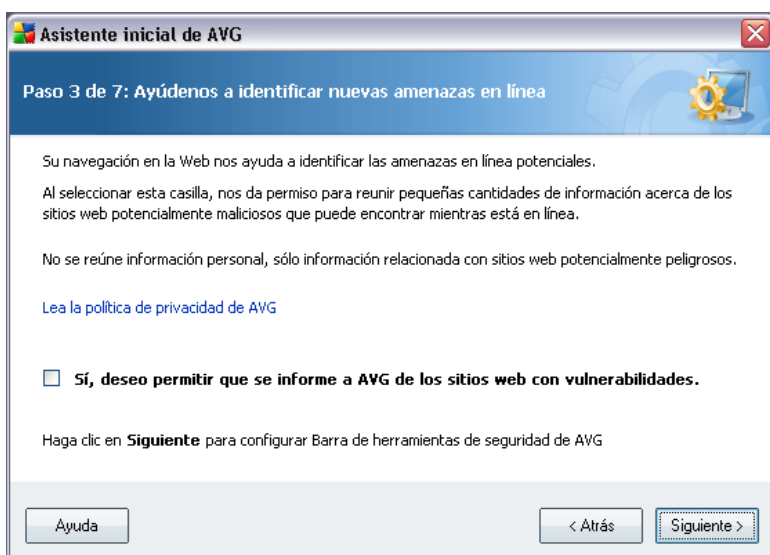 Asistente inicial de AVG
Paso 3 de 7: Ayúdenos a identificar nuevas amenazas en línea
Su navegación en la Web nos ayuda a identificar las amenazas en línea potenciales.
Al seleccionar esta casilla, nos da permiso para reunir pequeñas cantidades de información acerca de los
sitios web potencialmente maliciosos que puede encontrar mientras está en línea.
No se reúne información personal, sólo información relacionada con sitios web potencialmente peligrosos.
Lea la política de privacidad de AVG
Sí, deseo permitir que se informe a AVG de los sitios web con vulnerabilidades.
Haga clic en Siguiente para configurar Barra de herramientas de seguridad de AVG
Ayuda
< Atrás
Siguiente >